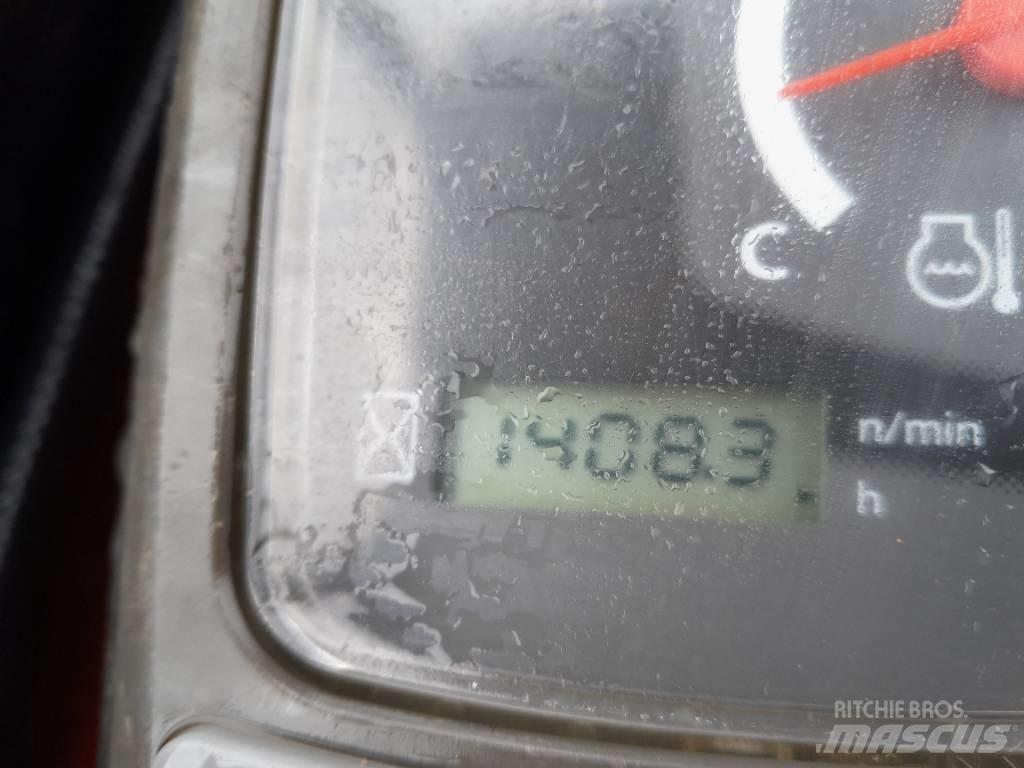 C
1408.3
n/min
h
RITCHIE BROS.
MASCUS